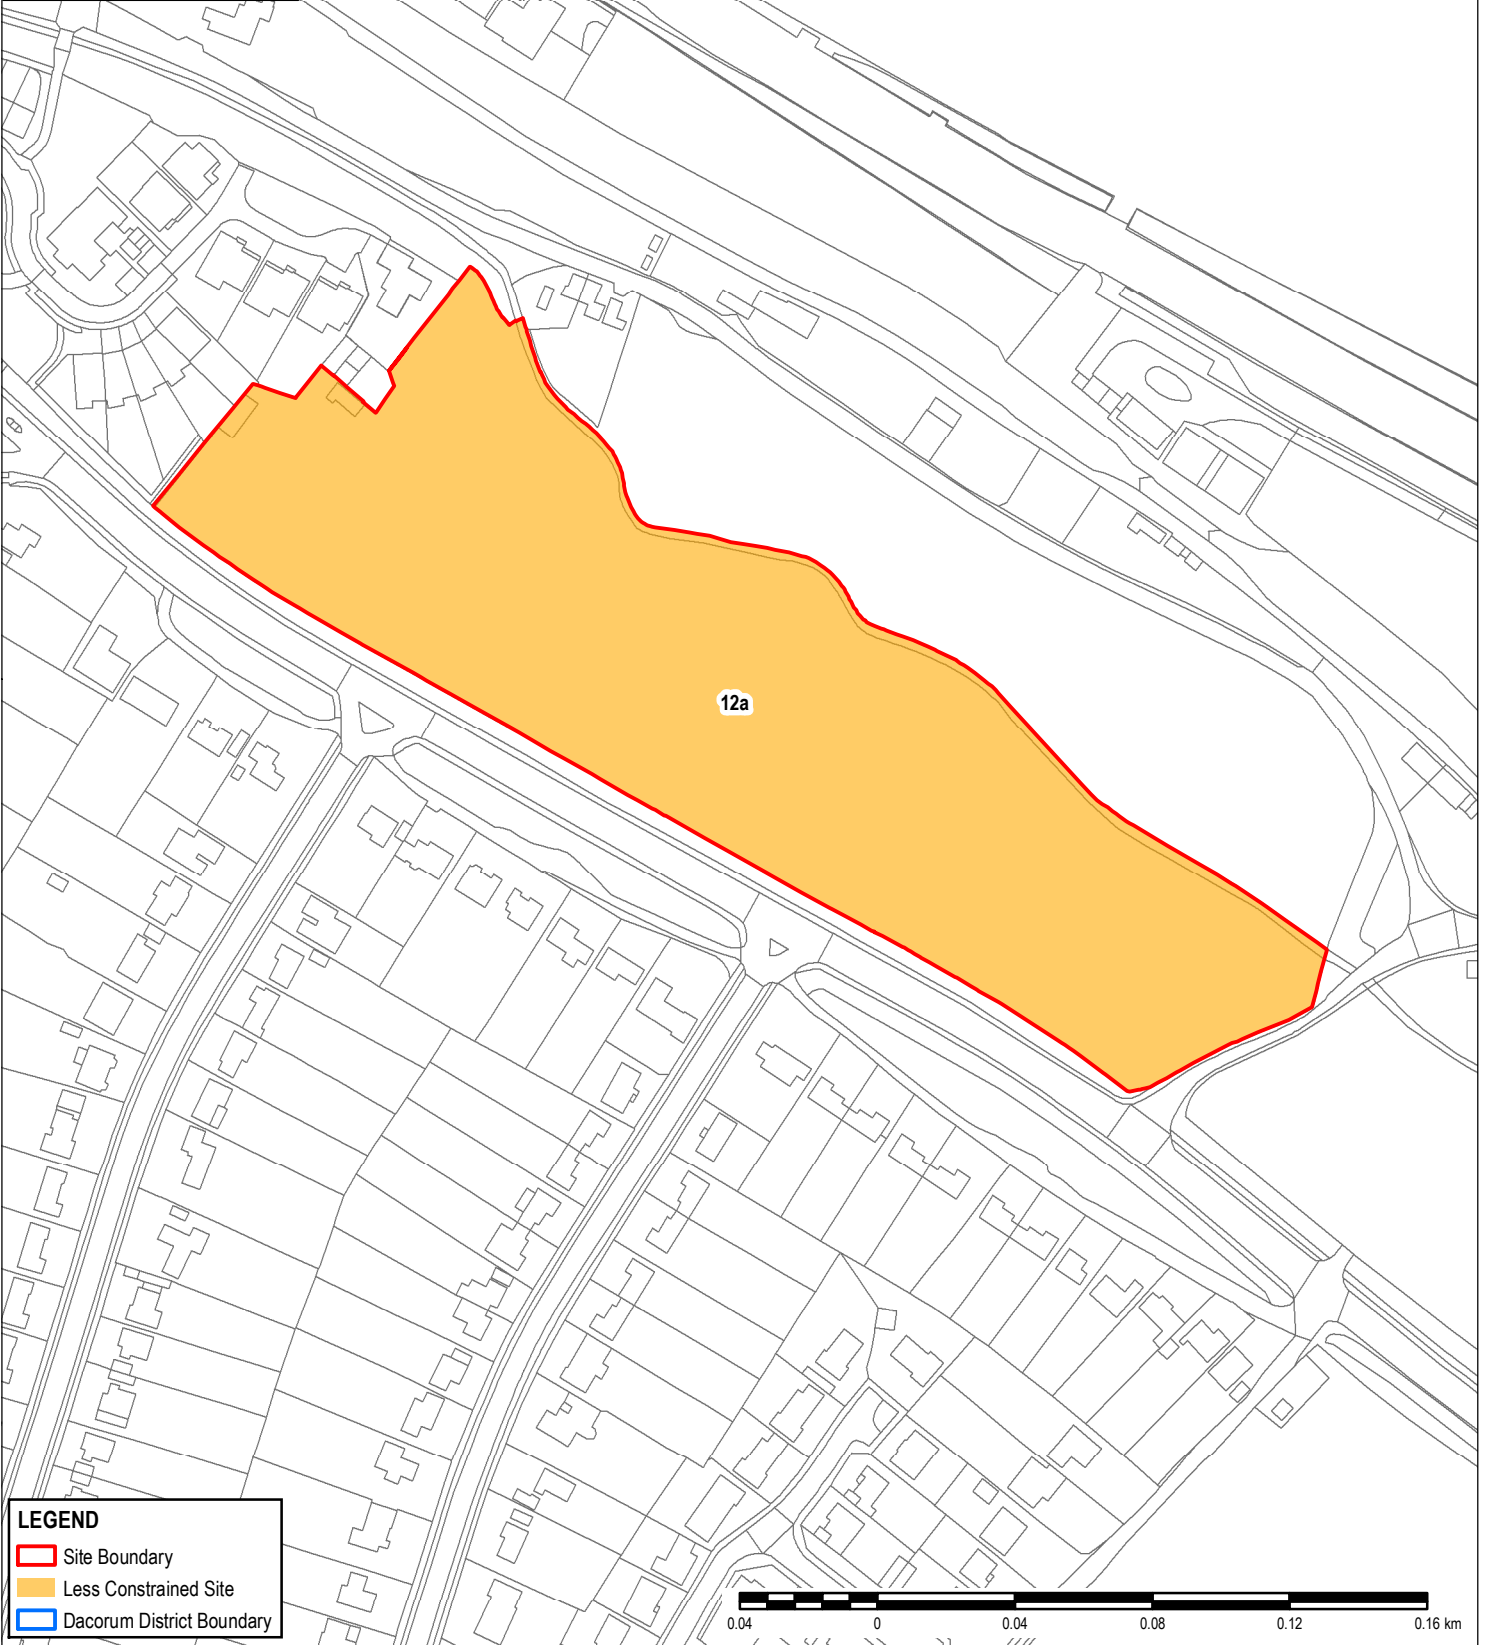 12a
LEGEND
Site Boundary
Less Constrained Site
Dacorum District Boundary
0.04 0 0.04 0.08 0.12 0.16 km